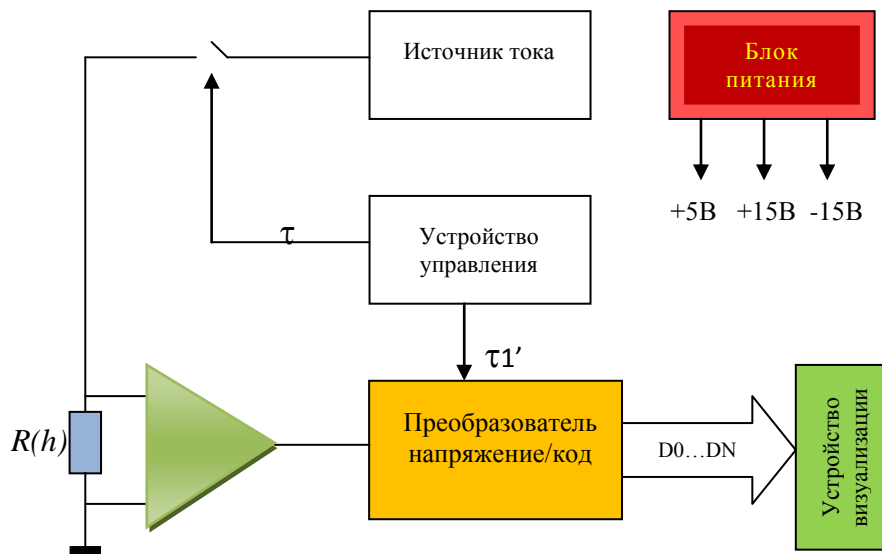 Источник тока
Блок
питания
+5В +15В -15В
τ
Устройство
управления
τ1’
R(h)
Преобразователь
напряжение/код
D0…DN
Устройство
визуализации